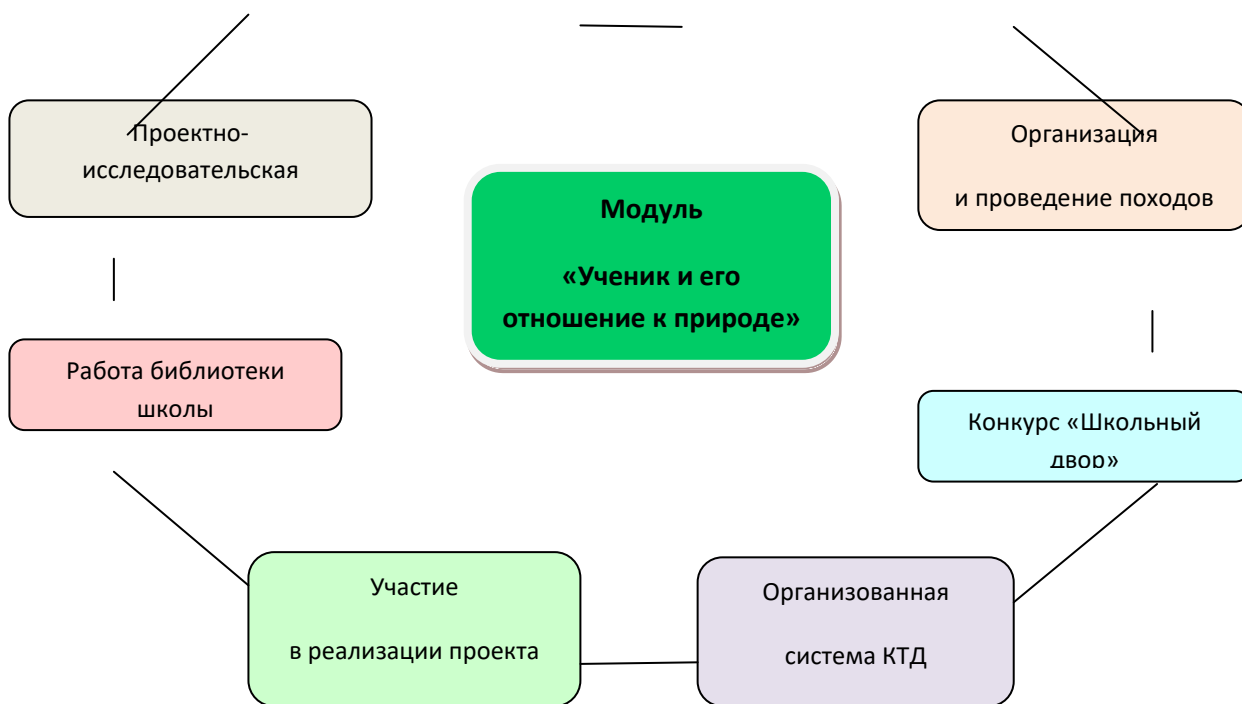 Проектно-
исследовательская
Организация
и проведение походов
Модуль
«Ученик и его
отношение к природе»
Работа библиотеки
школы
Конкурс «Школьный
двор»
Участие
в реализации проекта
Организованная
система КТД